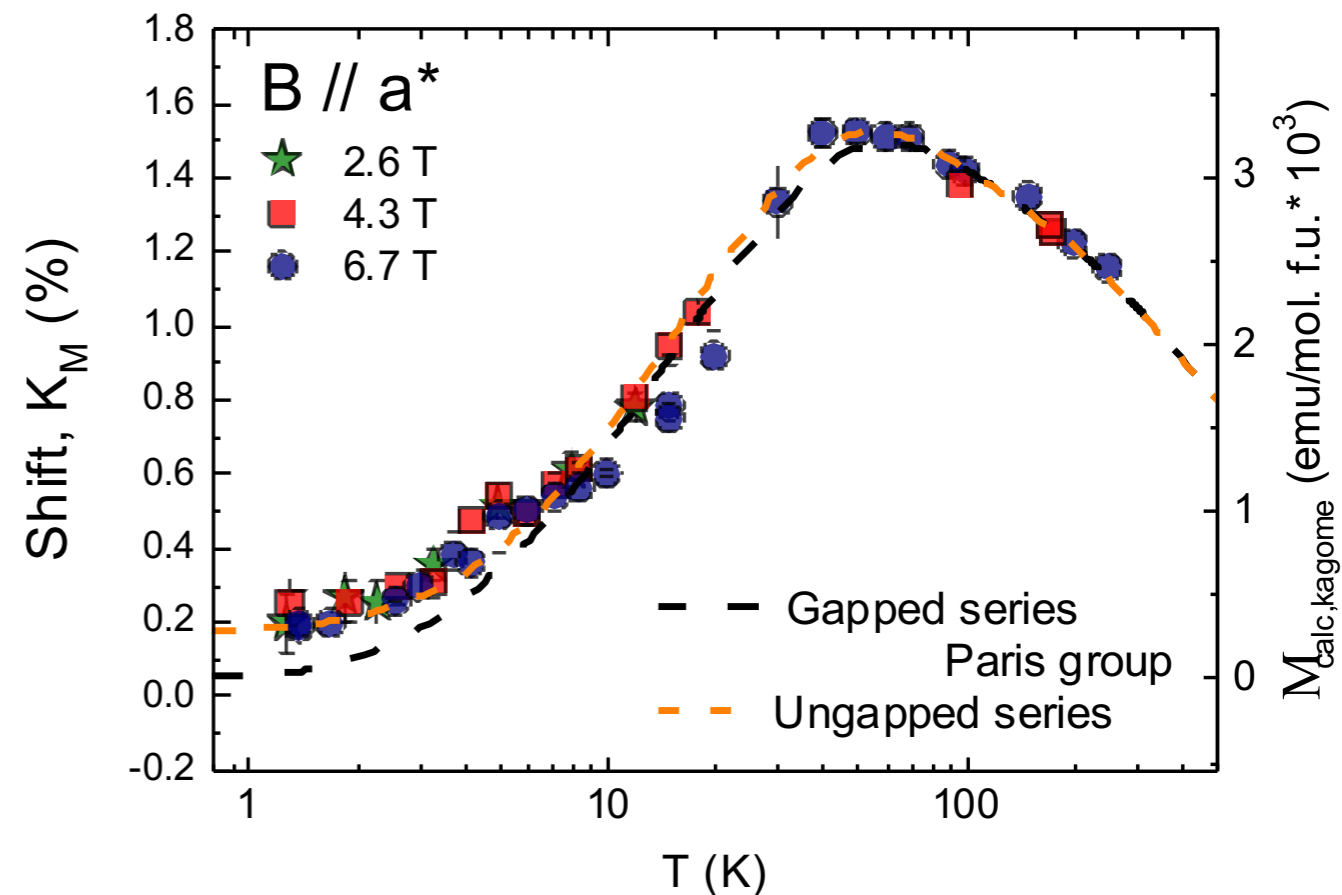 B // a*
2.6 T
4.3 T
6.7 T
Gapped series
Paris group
Ungapped series
Shift, K_M (%)
1.8
1.6
1.4
1.2
1.0
0.8
0.6
0.4
0.2
0.0
-0.2
1
10
100
T (K)
3
2
1
0
M_calc,kagome (emu/mol. f.u.* 10^3)